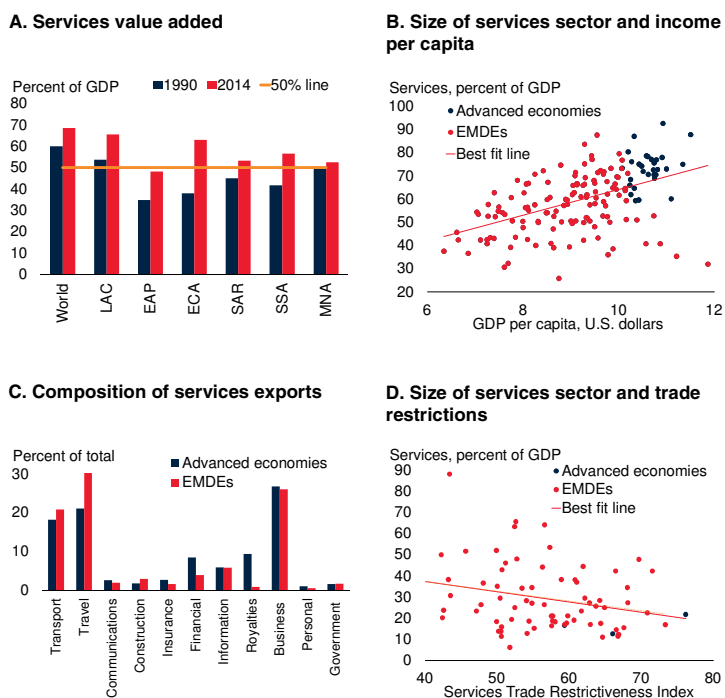 A. Services value added
Percent of GDP
1990 2014 50% line
80
70
60
50
40
30
20
10
0
World
LAC
EAP
ECA
SAR
SSA
MNA
B. Size of services sector and income
per capita
Services, percent of GDP
100
90
80
70
60
50
40
30
20
Advanced economies
EMDEs
Best fit line
6 8 10 12
GDP per capita, U.S. dollars
C. Composition of services exports
Percent of total
30
20
10
0
Advanced economies
EMDEs
Transport
Travel
Communications
Construction
Insurance
Financial
Information
Royalties
Business
Personal
Government
D. Size of services sector and trade
restrictions
Services, percent of GDP
90
80
70
60
50
40
30
20
10
0
Advanced economies
EMDEs
Best fit line
40 50 60 70 80
Services Trade Restrictiveness Index